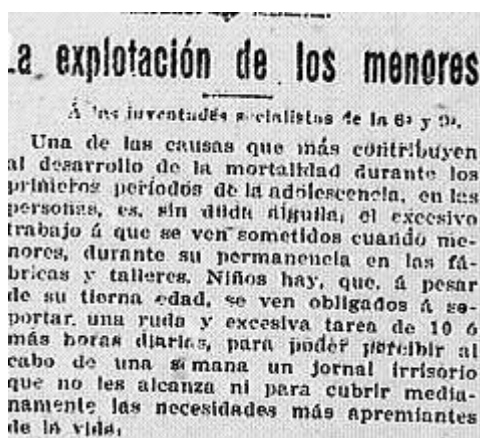 La explotación de los menores
Á las juventudes socialistas de la 6ª y 9ª.
Una de las causas que más contribuyen
al desarrollo de la mortalidad durante los
primeros períodos de la adolescencia, en las
personas, es, sin duda alguna, el excesivo
trabajo á que se ven sometidos cuando me-
nores, durante su permanencia en las fá-
bricas y talleres. Niños hay, que, á pesar
de su tierna edad, se ven obligados á so-
portar una ruda y excesiva tarea de 10 ó
más horas diarias, para poder percibir al
cabo de una semana un jornal irrisorio
que no les alcanza ni para cubrir media-
namente las necesidades más apremiantes
de la vida.